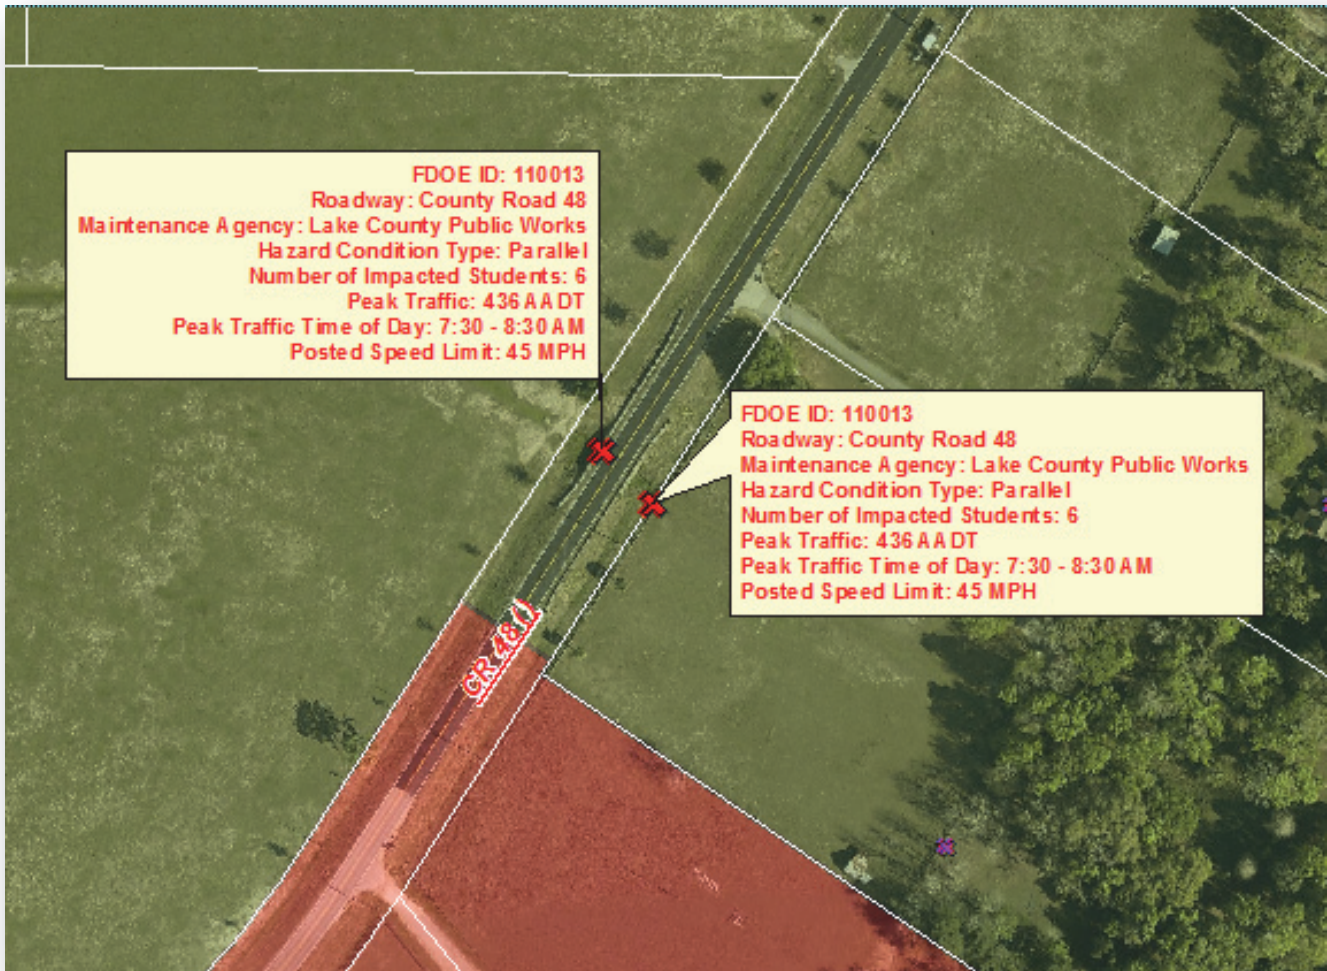 FDOE ID: 110013
Roadway: County Road 48
Maintenance Agency: Lake County Public Works
Hazard Condition Type: Parallel
Number of Impacted Students: 6
Peak Traffic: 436 AADT
Peak Traffic Time of Day: 7:30 - 8:30 AM
Posted Speed Limit: 45 MPH
FDOE ID: 110013
Roadway: County Road 48
Maintenance Agency: Lake County Public Works
Hazard Condition Type: Parallel
Number of Impacted Students: 6
Peak Traffic: 436 AADT
Peak Traffic Time of Day: 7:30 - 8:30 AM
Posted Speed Limit: 45 MPH
CR 48 ()